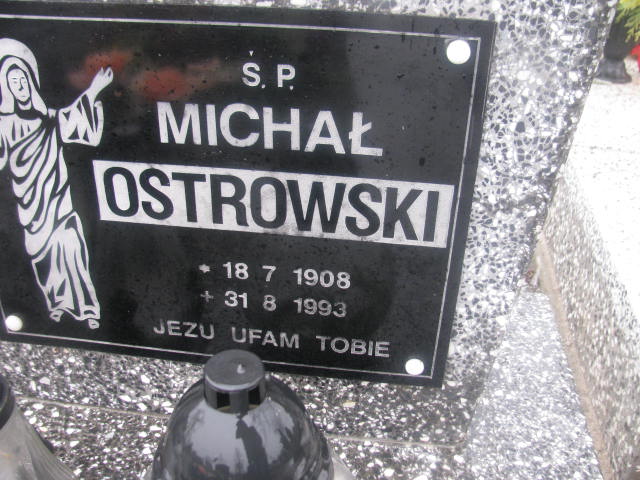 Ś.P.
MICHAŁ
OSTROWSKI
* 18 7 1908
+ 31 8 1993
JEZU UFAM TOBIE